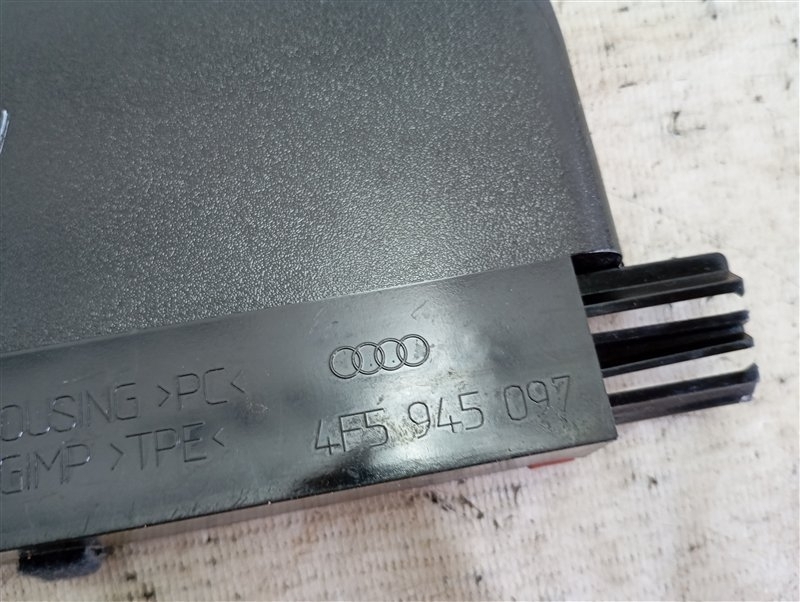 OUSING >PC<
GIMP >TPE<
4F5 945 097